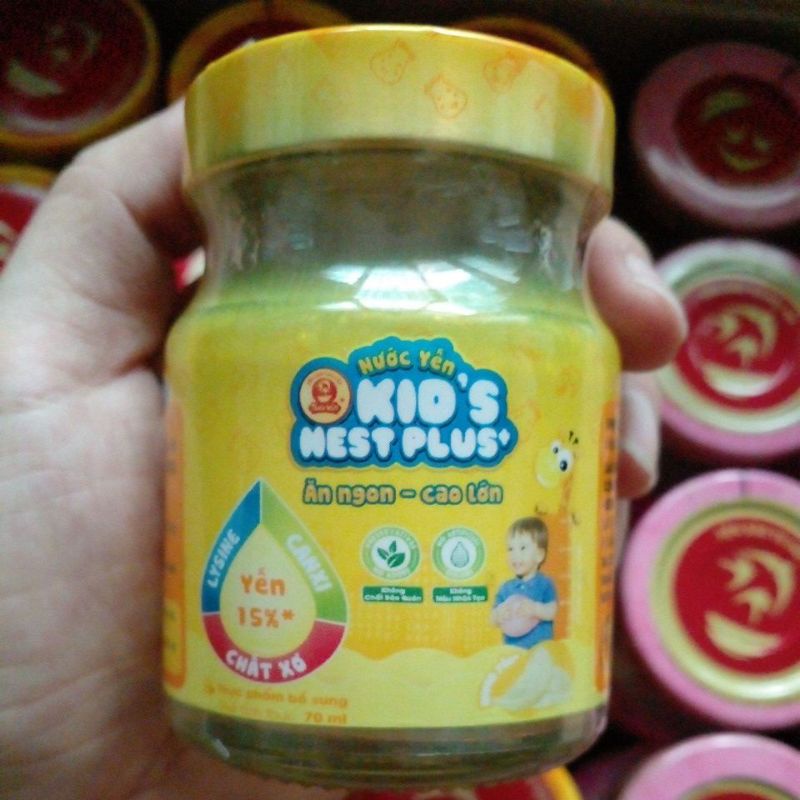 Nước Yến
KID'S
NEST PLUS+
Ăn ngon - cao lớn
LYSINE
CANXI
Yến
15%*
CHẤT XƠ
Không
Chất Bảo Quản
Không
Màu Nhân Tạo
Thực phẩm bổ sung
70 ml